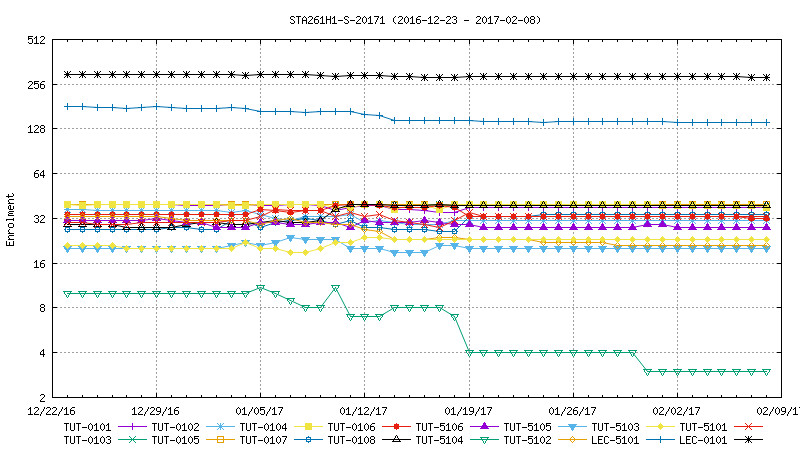 STA261H1-S-20171 (2016-12-23 - 2017-02-08)
512
256
128
64
32
16
8
4
2
Enrolment
12/22/16 12/29/16 01/05/17 01/12/17 01/19/17 01/26/17 02/02/17 02/09/17
TUT-0101 TUT-0102 TUT-0104 TUT-0106 TUT-5106 TUT-5105 TUT-5103 TUT-5101
TUT-0103 TUT-0105 TUT-0107 TUT-0108 TUT-5104 TUT-5102 LEC-5101 LEC-0101